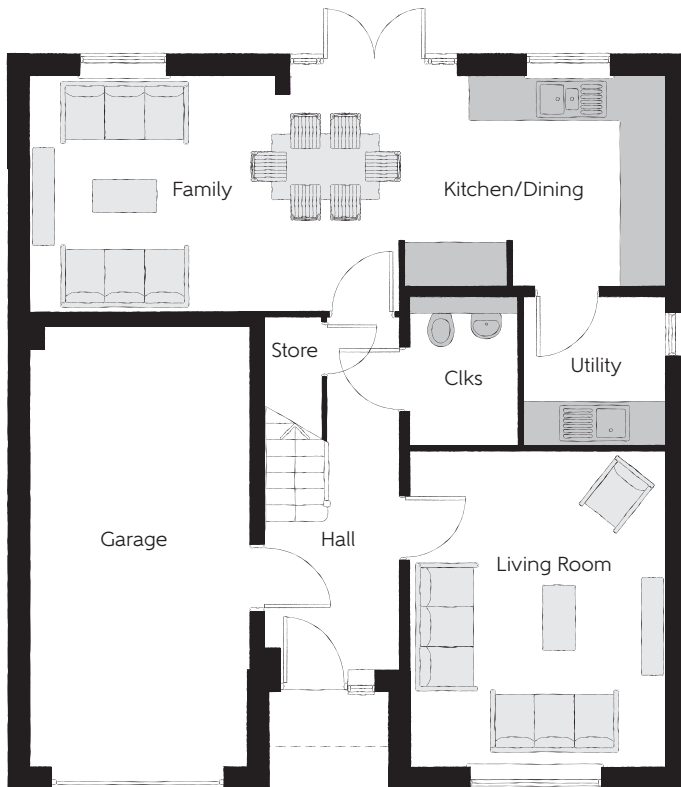 Family
Kitchen/Dining
Store
Clks
Utility
Garage
Hall
Living Room